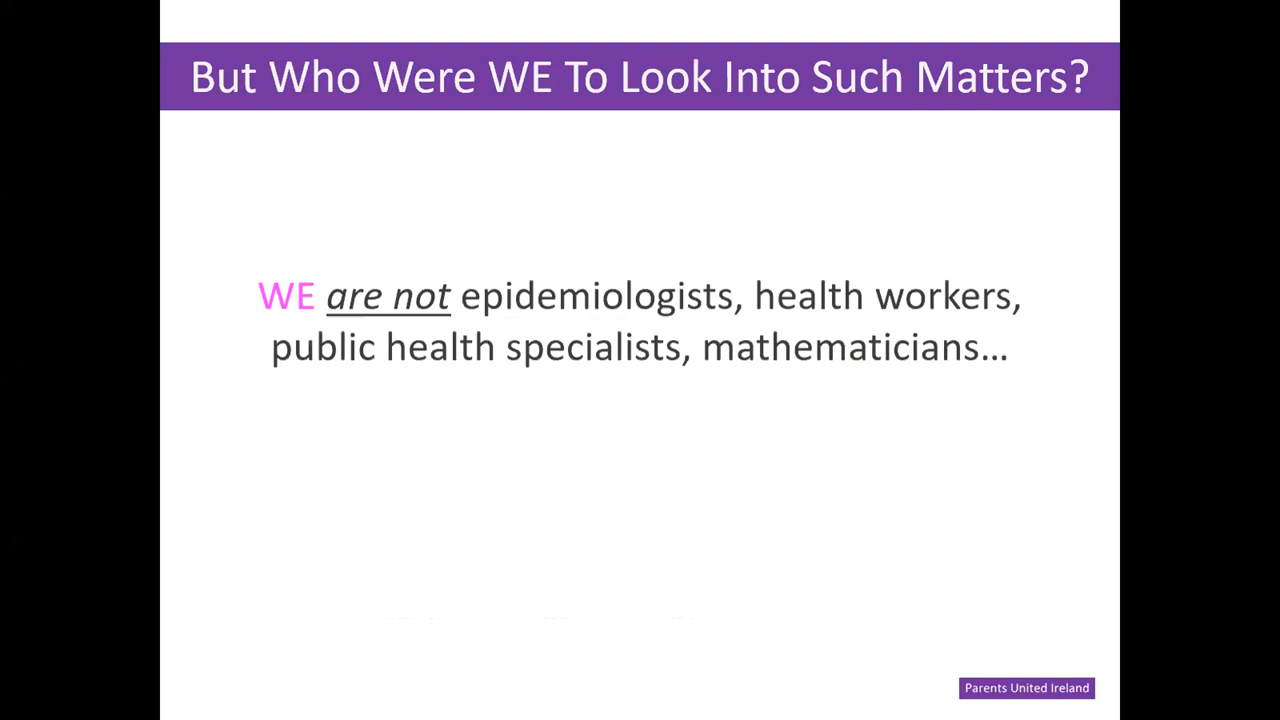 But Who Were WE To Look Into Such Matters?
WE are not epidemiologists, health workers,
public health specialists, mathematicians...
Parents United Ireland